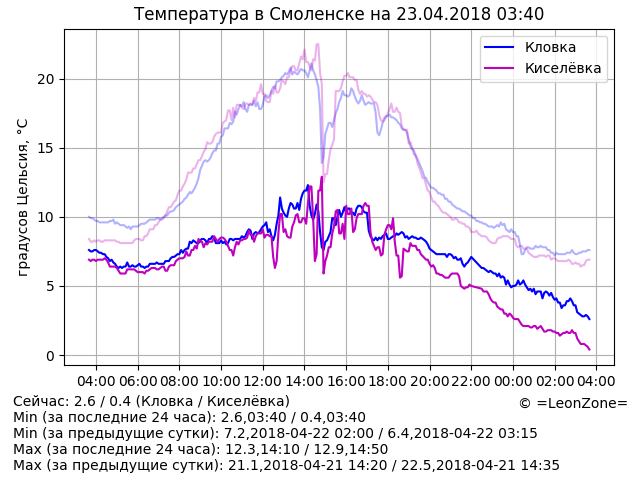 Температура в Смоленске на 23.04.2018 03:40
Кловка
Киселёвка
градусов Цельсия, °C
20
15
10
5
0
04:00 06:00 08:00 10:00 12:00 14:00 16:00 18:00 20:00 22:00 00:00 02:00 04:00
Сейчас: 2.6 / 0.4 (Кловка / Киселёвка)
© =LeonZone=
Min (за последние 24 часа): 2.6,03:40 / 0.4,03:40
Min (за предыдущие сутки): 7.2,2018-04-22 02:00 / 6.4,2018-04-22 03:15
Max (за последние 24 часа): 12.3,14:10 / 12.9,14:50
Max (за предыдущие сутки): 21.1,2018-04-21 14:20 / 22.5,2018-04-21 14:35